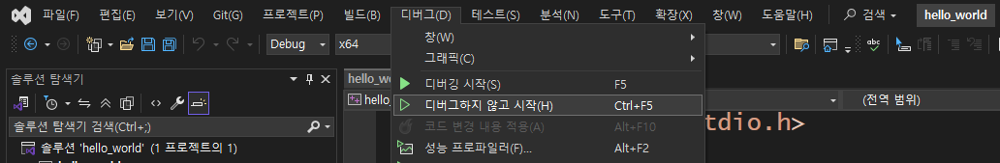 파일(F) 편집(E) 보기(V) Git(G) 프로젝트(P) 빌드(B) 디버그(D) 테스트(S) 분석(N) 도구(T) 확장(X) 창(W) 도움말(H) 검색 hello_world
Debug x64
창(W)
그래픽(C)
솔루션 탐색기
디버깅 시작(S) F5
디버그하지 않고 시작(H) Ctrl+F5
(전역 범위)
솔루션 탐색기 검색(Ctrl+;)
코드 변경 내용 적용(A) Alt+F10
tdio.h>
솔루션 'hello_world' (1 프로젝트의 1)
성능 프로파일러(F)... Alt+F2